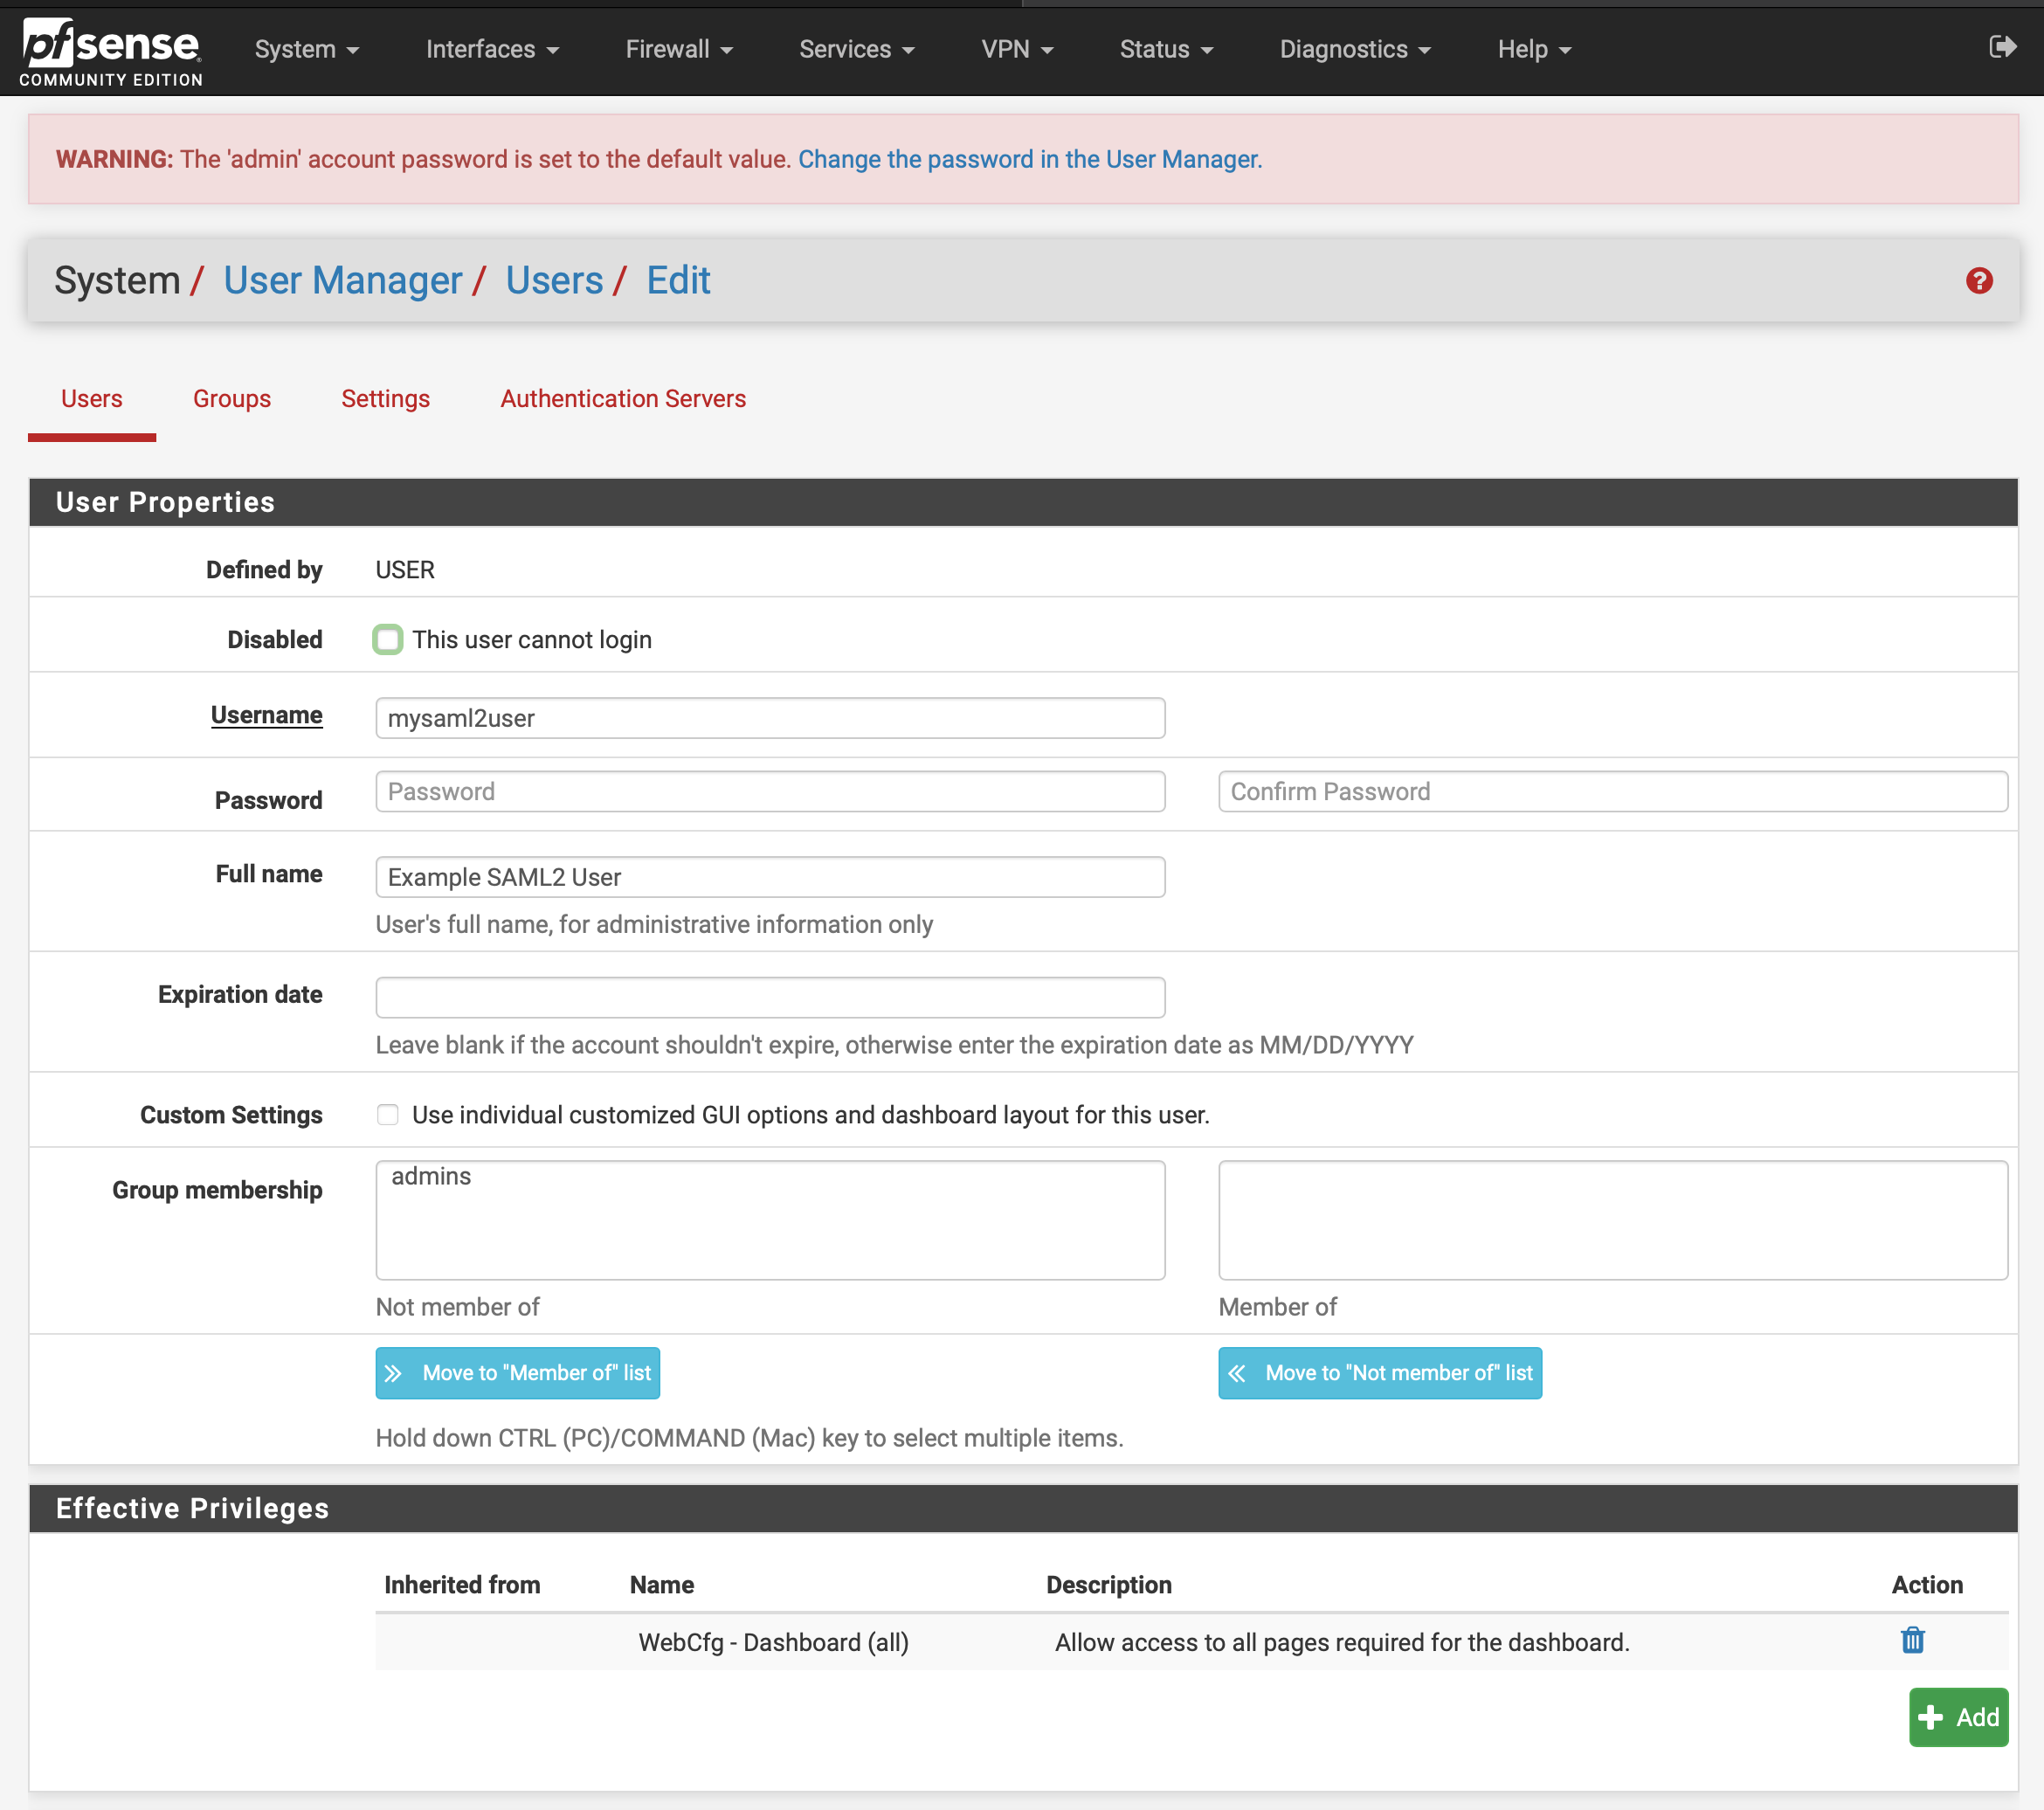 pfsense
COMMUNITY EDITION
System Interfaces Firewall Services VPN Status Diagnostics Help
WARNING: The 'admin' account password is set to the default value. Change the password in the User Manager.
System / User Manager / Users / Edit
Users Groups Settings Authentication Servers
User Properties
Defined by USER
Disabled This user cannot login
Username mysaml2user
Password Password Confirm Password
Full name Example SAML2 User
User's full name, for administrative information only
Expiration date
Leave blank if the account shouldn't expire, otherwise enter the expiration date as MM/DD/YYYY
Custom Settings Use individual customized GUI options and dashboard layout for this user.
Group membership admins
Not member of Member of
Move to "Member of" list Move to "Not member of" list
Hold down CTRL (PC)/COMMAND (Mac) key to select multiple items.
Effective Privileges
Inherited from Name Description Action
WebCfg - Dashboard (all) Allow access to all pages required for the dashboard.
Add